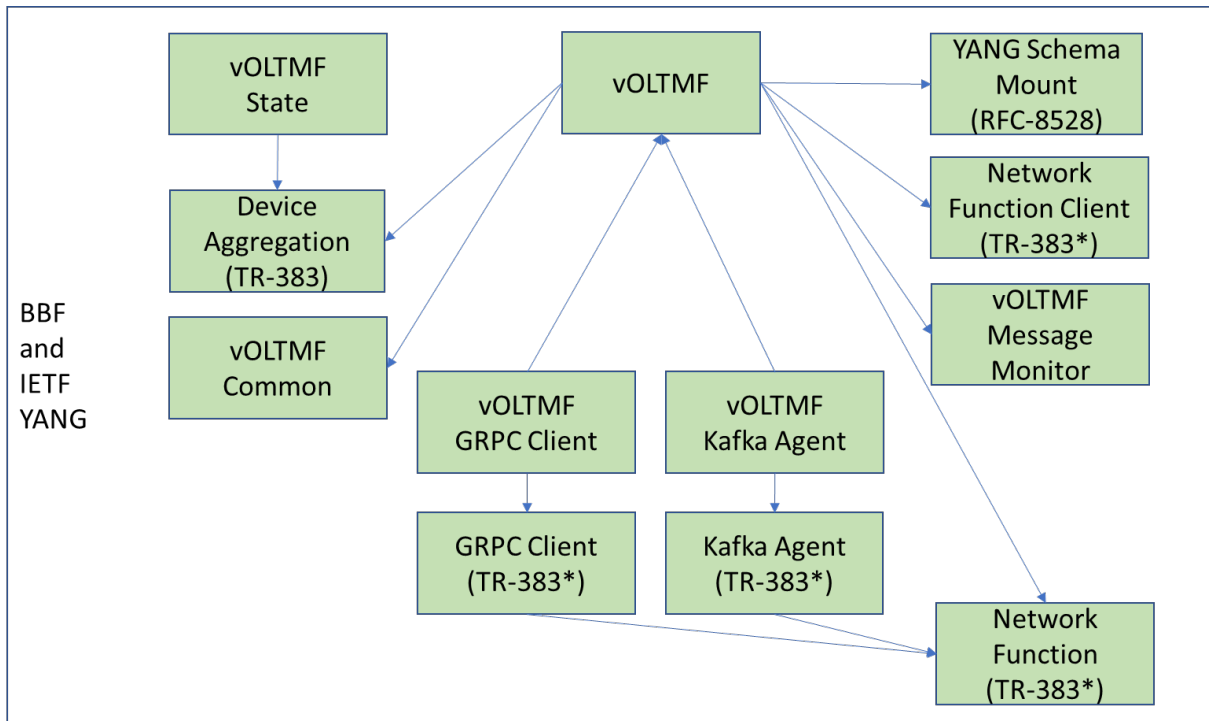 vOLTMF
State
vOLTMF
YANG Schema
Mount
(RFC-8528)
Device
Aggregation
(TR-383)
Network
Function Client
(TR-383*)
BBF
and
IETF
YANG
vOLTMF
Common
vOLTMF
Message
Monitor
vOLTMF
GRPC Client
vOLTMF
Kafka Agent
GRPC Client
(TR-383*)
Kafka Agent
(TR-383*)
Network
Function
(TR-383*)